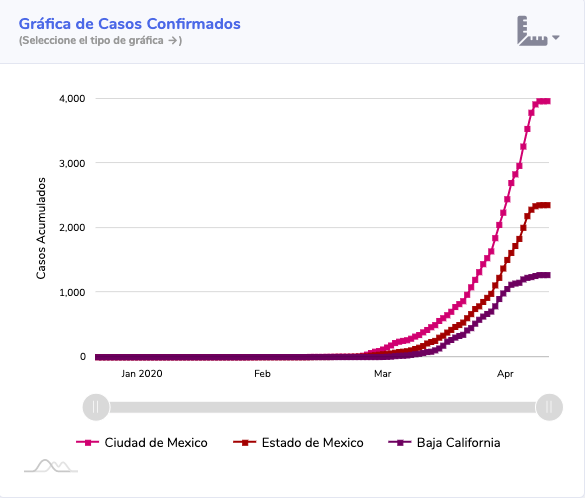 Gráfica de Casos Confirmados
(Seleccione el tipo de gráfica →)
4,000
3,000
2,000
1,000
0
Casos Acumulados
Jan 2020 Feb Mar Apr
Ciudad de Mexico Estado de Mexico Baja California